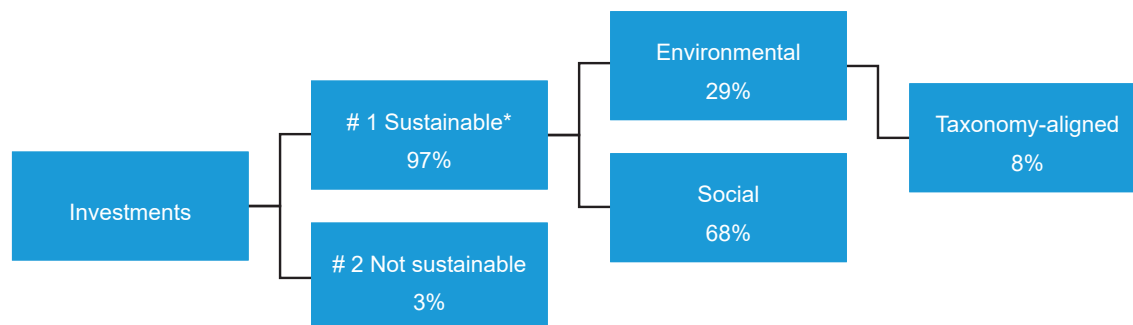 Investments
# 1 Sustainable*
97%
# 2 Not sustainable
3%
Environmental
29%
Social
68%
Taxonomy-aligned
8%